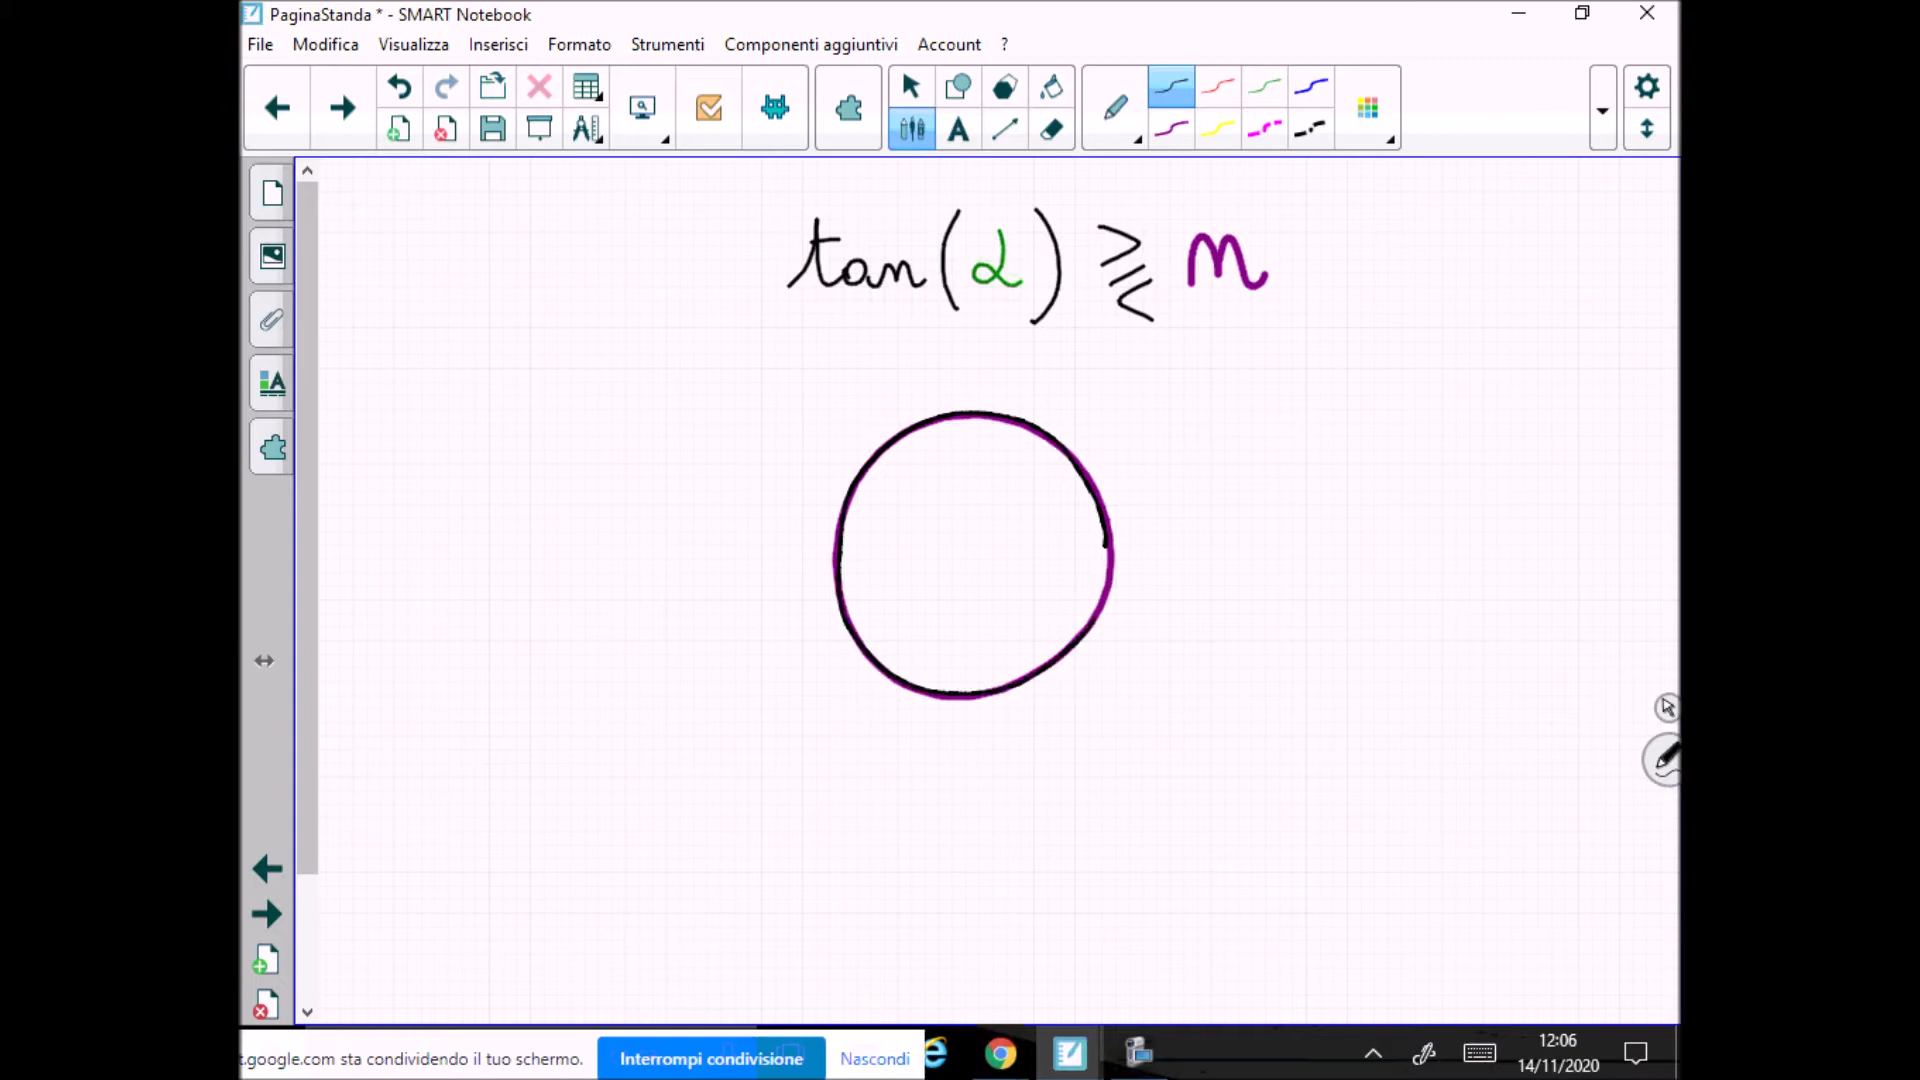 PaginaStanda * - SMART Notebook
File Modifica Visualizza Inserisci Formato Strumenti Componenti aggiuntivi Account ?
tan(α) ⋛ m
t.google.com sta condividendo il tuo schermo. Interrompi condivisione Nascondi
12:06
14/11/2020